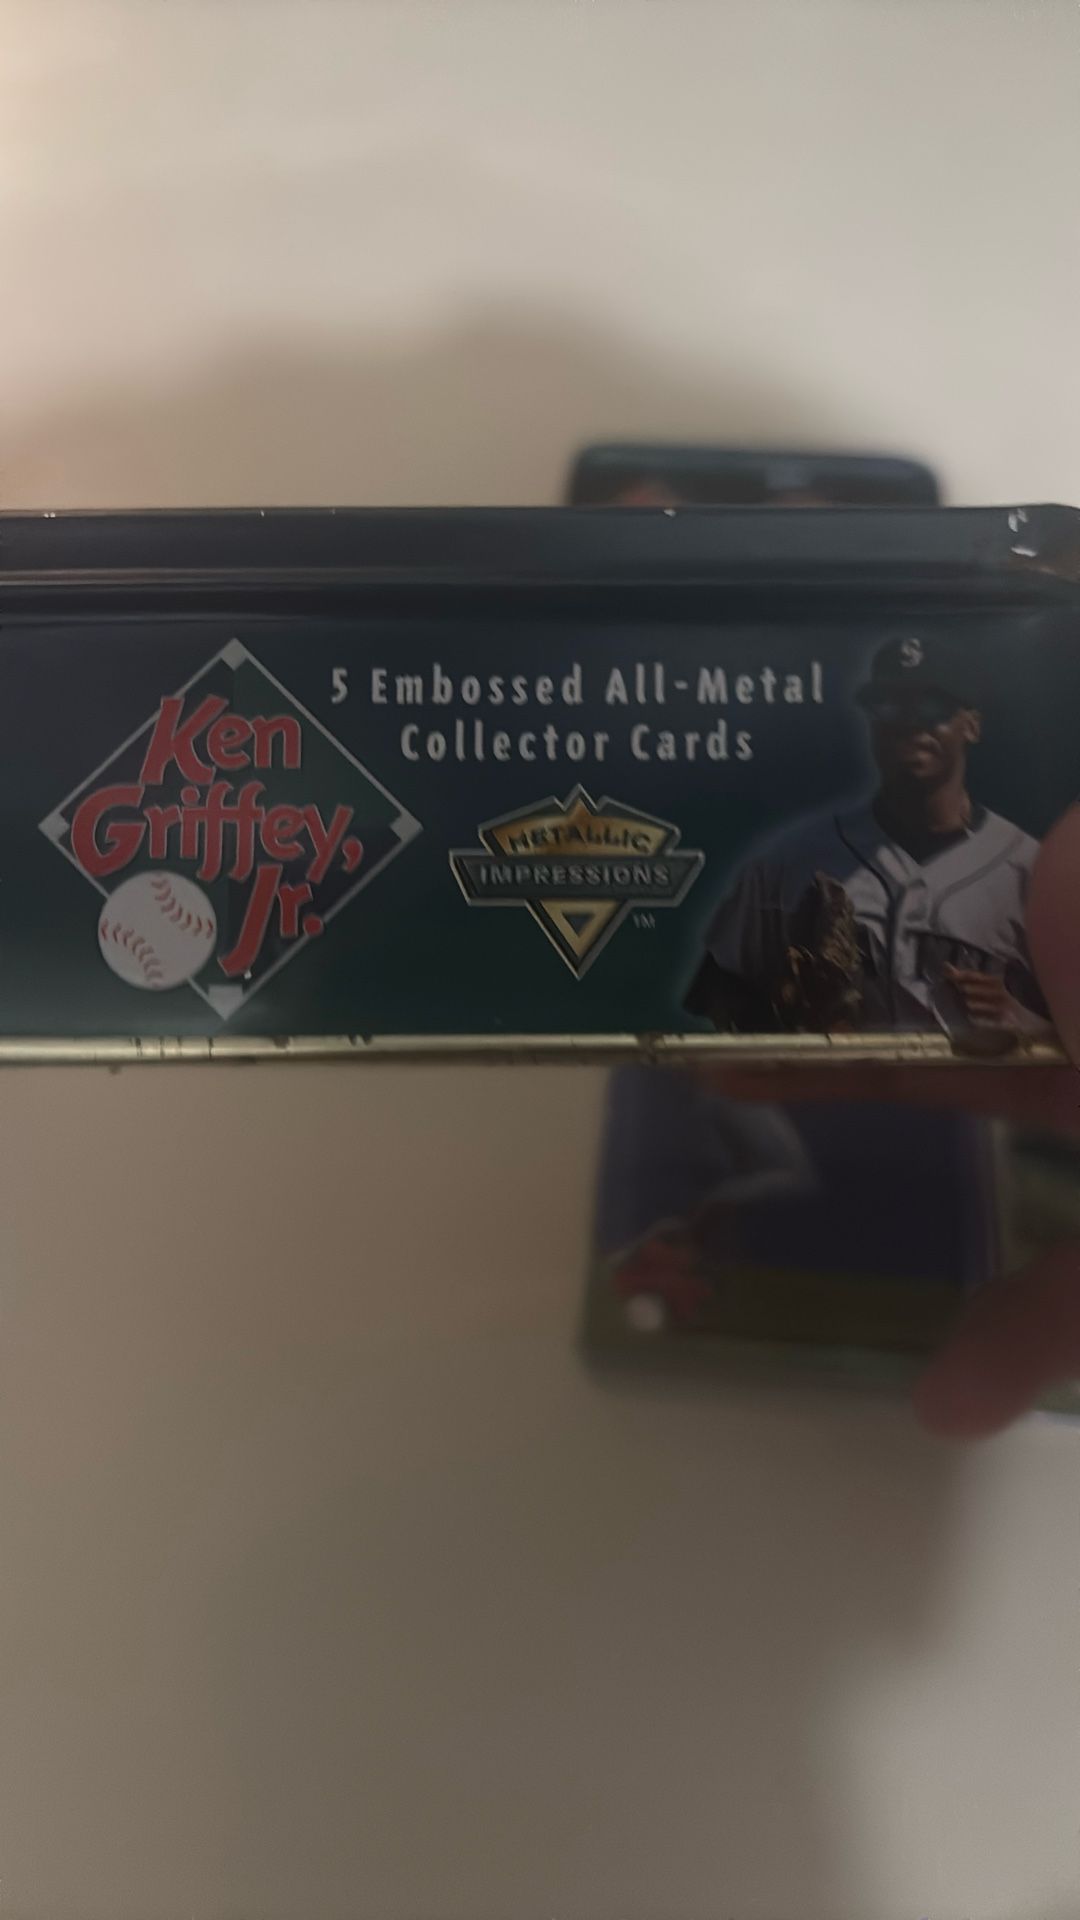 Ken
Griffey,
Jr.
5 Embossed All-Metal
Collector Cards
METALLIC
IMPRESSIONS
TM
S